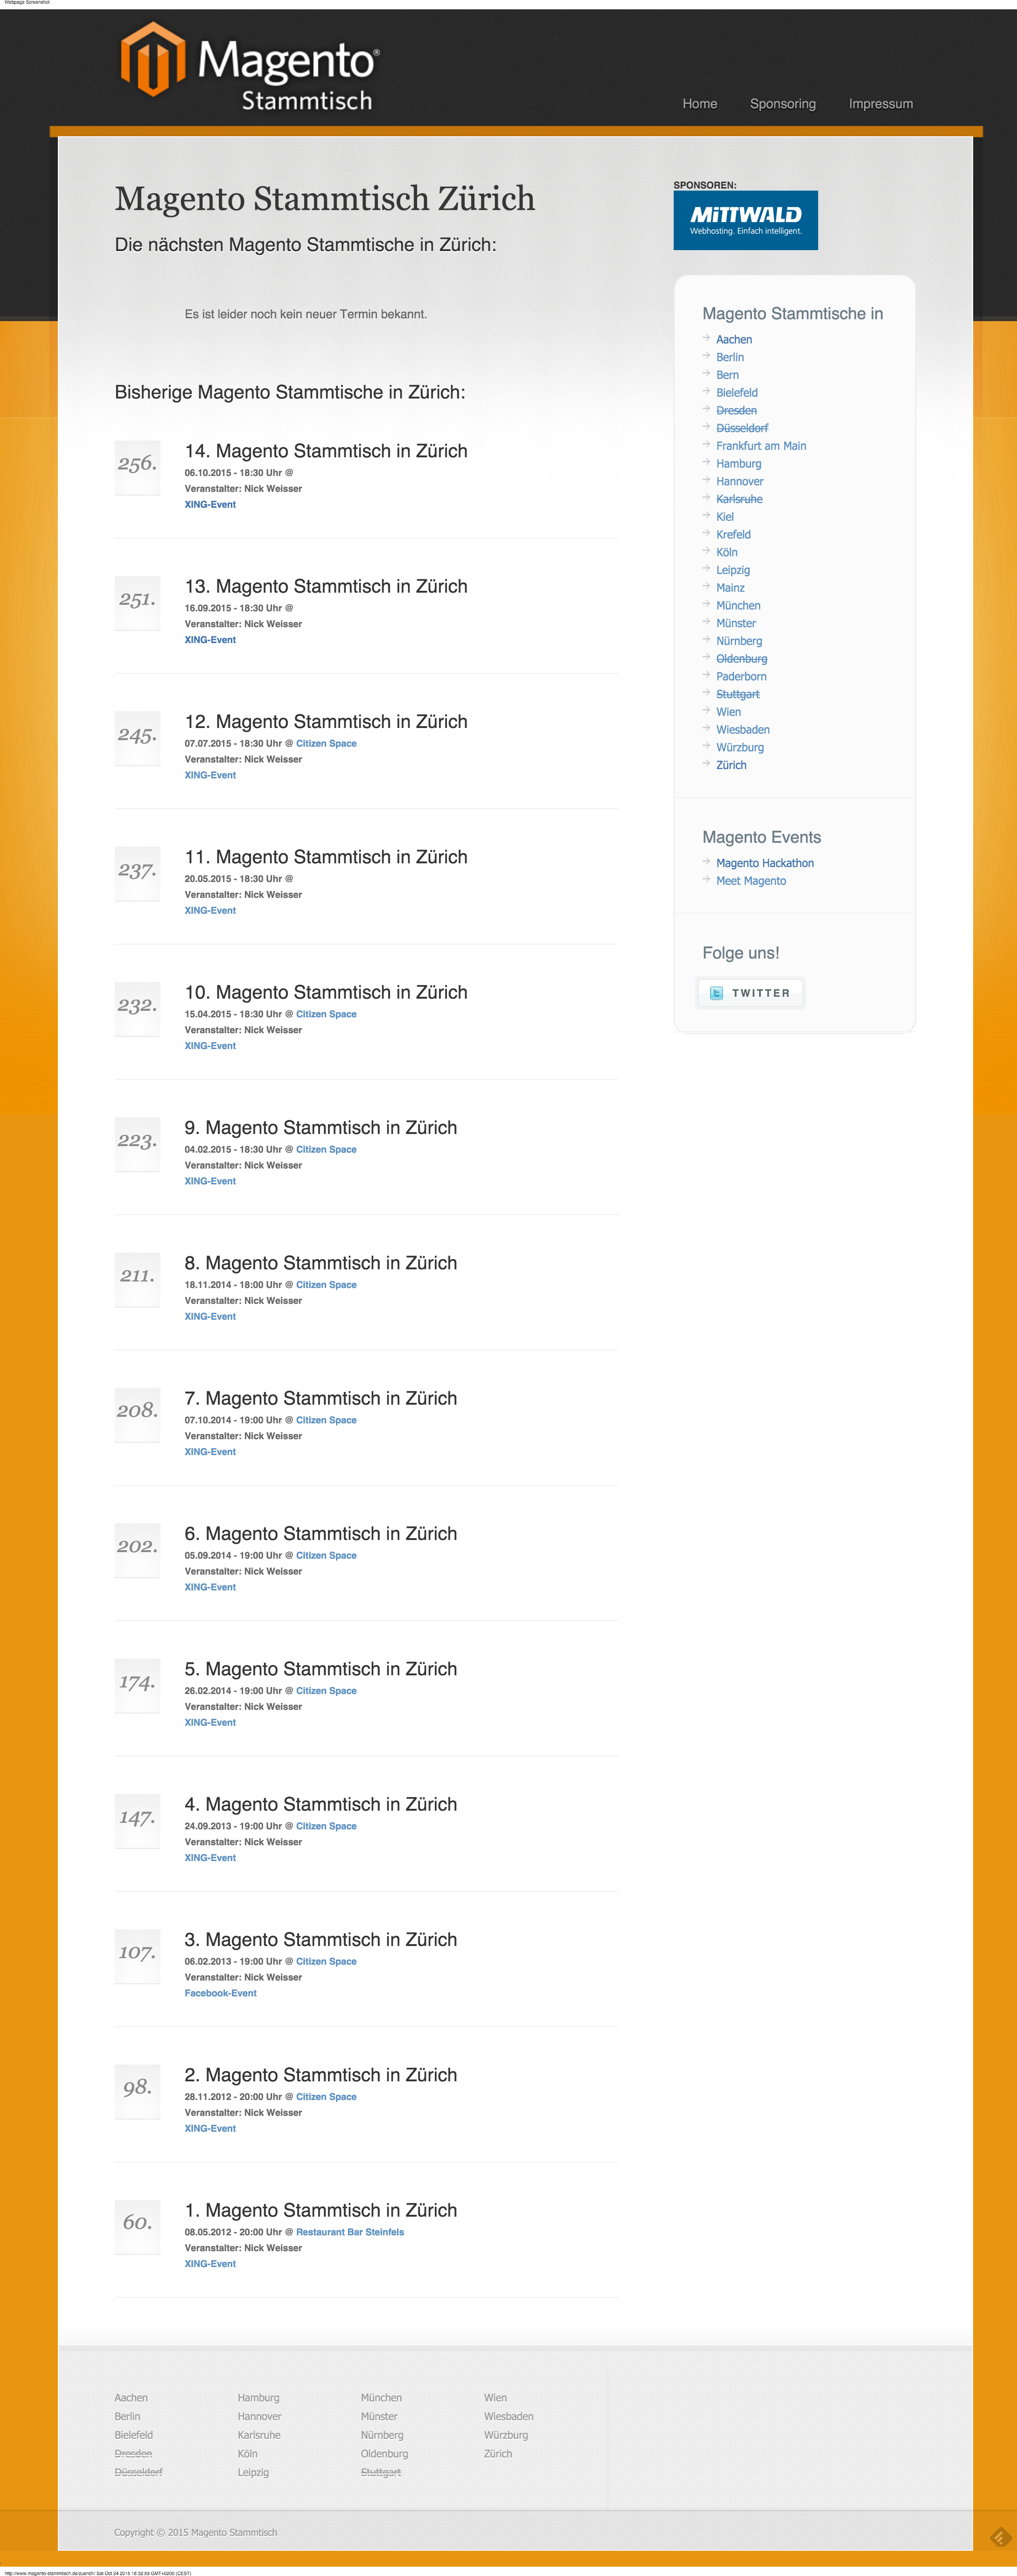 Webpage Screenshot
Magento®
Stammtisch
Home Sponsoring Impressum
Magento Stammtisch Zürich
Die nächsten Magento Stammtische in Zürich:
Es ist leider noch kein neuer Termin bekannt.
Bisherige Magento Stammtische in Zürich:
256.
14. Magento Stammtisch in Zürich
06.10.2015 - 18:30 Uhr @
Veranstalter: Nick Weisser
XING-Event
251.
13. Magento Stammtisch in Zürich
16.09.2015 - 18:30 Uhr @
Veranstalter: Nick Weisser
XING-Event
245.
12. Magento Stammtisch in Zürich
07.07.2015 - 18:30 Uhr @ Citizen Space
Veranstalter: Nick Weisser
XING-Event
237.
11. Magento Stammtisch in Zürich
20.05.2015 - 18:30 Uhr @
Veranstalter: Nick Weisser
XING-Event
232.
10. Magento Stammtisch in Zürich
15.04.2015 - 18:30 Uhr @ Citizen Space
Veranstalter: Nick Weisser
XING-Event
223.
9. Magento Stammtisch in Zürich
04.02.2015 - 18:30 Uhr @ Citizen Space
Veranstalter: Nick Weisser
XING-Event
211.
8. Magento Stammtisch in Zürich
18.11.2014 - 18:00 Uhr @ Citizen Space
Veranstalter: Nick Weisser
XING-Event
208.
7. Magento Stammtisch in Zürich
07.10.2014 - 19:00 Uhr @ Citizen Space
Veranstalter: Nick Weisser
XING-Event
202.
6. Magento Stammtisch in Zürich
05.09.2014 - 19:00 Uhr @ Citizen Space
Veranstalter: Nick Weisser
XING-Event
174.
5. Magento Stammtisch in Zürich
26.02.2014 - 19:00 Uhr @ Citizen Space
Veranstalter: Nick Weisser
XING-Event
147.
4. Magento Stammtisch in Zürich
24.09.2013 - 19:00 Uhr @ Citizen Space
Veranstalter: Nick Weisser
XING-Event
107.
3. Magento Stammtisch in Zürich
06.02.2013 - 19:00 Uhr @ Citizen Space
Veranstalter: Nick Weisser
Facebook-Event
98.
2. Magento Stammtisch in Zürich
28.11.2012 - 20:00 Uhr @ Citizen Space
Veranstalter: Nick Weisser
XING-Event
60.
1. Magento Stammtisch in Zürich
08.05.2012 - 20:00 Uhr @ Restaurant Bar Steinfels
Veranstalter: Nick Weisser
XING-Event
SPONSOREN:
MITTWALD
Webhosting. Einfach intelligent.
Magento Stammtische in
Aachen
Berlin
Bern
Bielefeld
Dresden
Düsseldorf
Frankfurt am Main
Hamburg
Hannover
Karlsruhe
Kiel
Krefeld
Köln
Leipzig
Mainz
München
Münster
Nürnberg
Oldenburg
Paderborn
Stuttgart
Wien
Wiesbaden
Würzburg
Zürich
Magento Events
Magento Hackathon
Meet Magento
Folge uns!
TWITTER
Aachen Hamburg München Wien
Berlin Hannover Münster Wiesbaden
Bielefeld Karlsruhe Nürnberg Würzburg
Dresden Köln Oldenburg Zürich
Düsseldorf Leipzig Stuttgart
Copyright © 2015 Magento Stammtisch
http://www.magento-stammtisch.de/zuerich/ Sat Oct 24 2015 16:32:59 GMT+0200 (CEST)